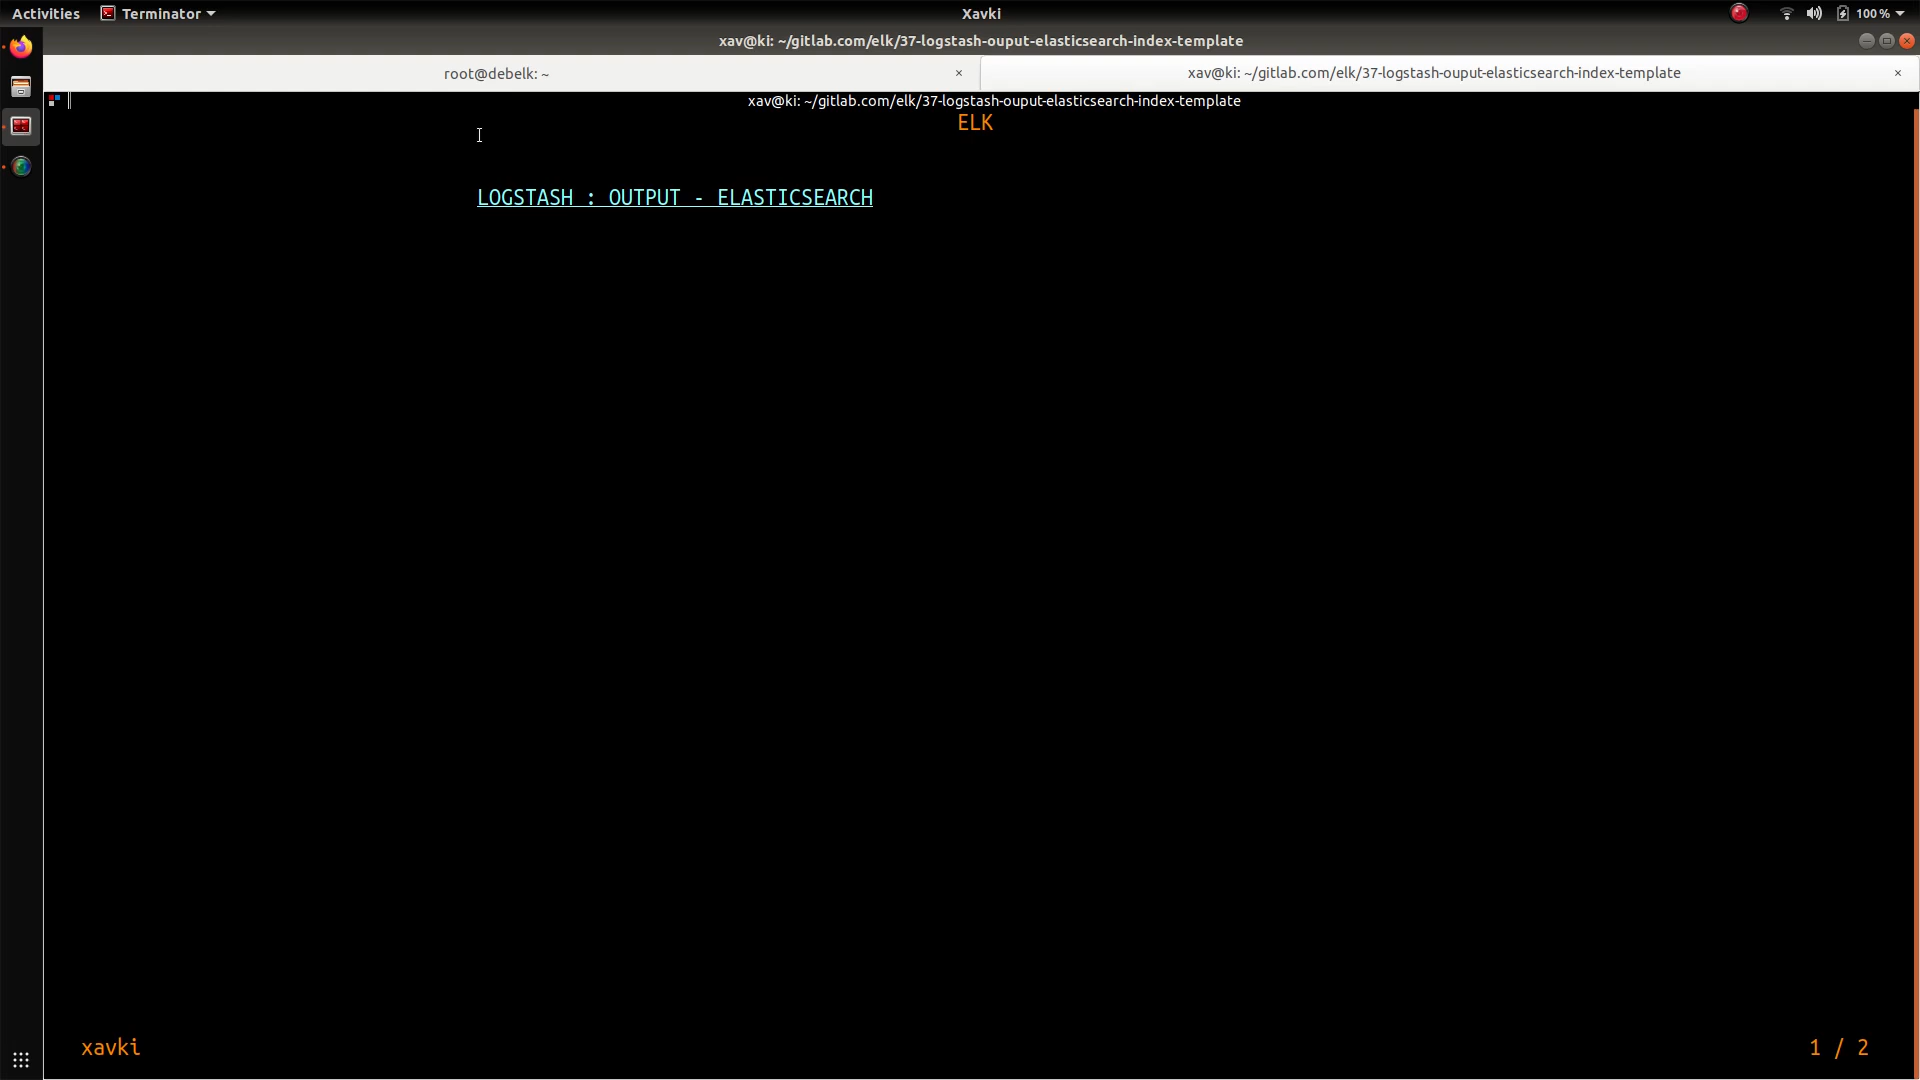 Activities Terminator Xavki 100 %
xav@ki: ~/gitlab.com/elk/37-logstash-ouput-elasticsearch-index-template
root@debelk: ~ × xav@ki: ~/gitlab.com/elk/37-logstash-ouput-elasticsearch-index-template ×
xav@ki: ~/gitlab.com/elk/37-logstash-ouput-elasticsearch-index-template
ELK
LOGSTASH : OUTPUT - ELASTICSEARCH
xavki 1 / 2